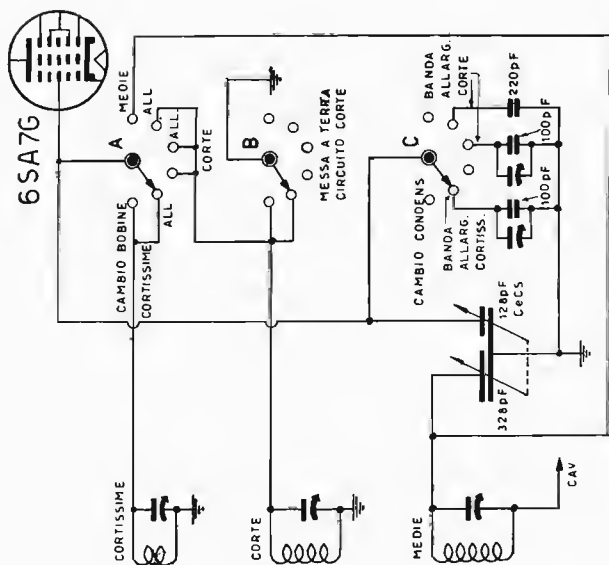 6SA7G
MEDIE
ALL
ALL.
CORTE
A
ALL
CAMBIO BOBINE
CORTISSIME
B
MESSA A TERRA
CIRCUITO CORTE
BANDA
ALLARG.
CORTE
C
220pF
100pF
100pF
CAMBIO CONDENS
BANDA
ALLARG.
CORTISS.
128pF
CeCS
328pF
CORTISSIME
CORTE
MEDIE
CAV